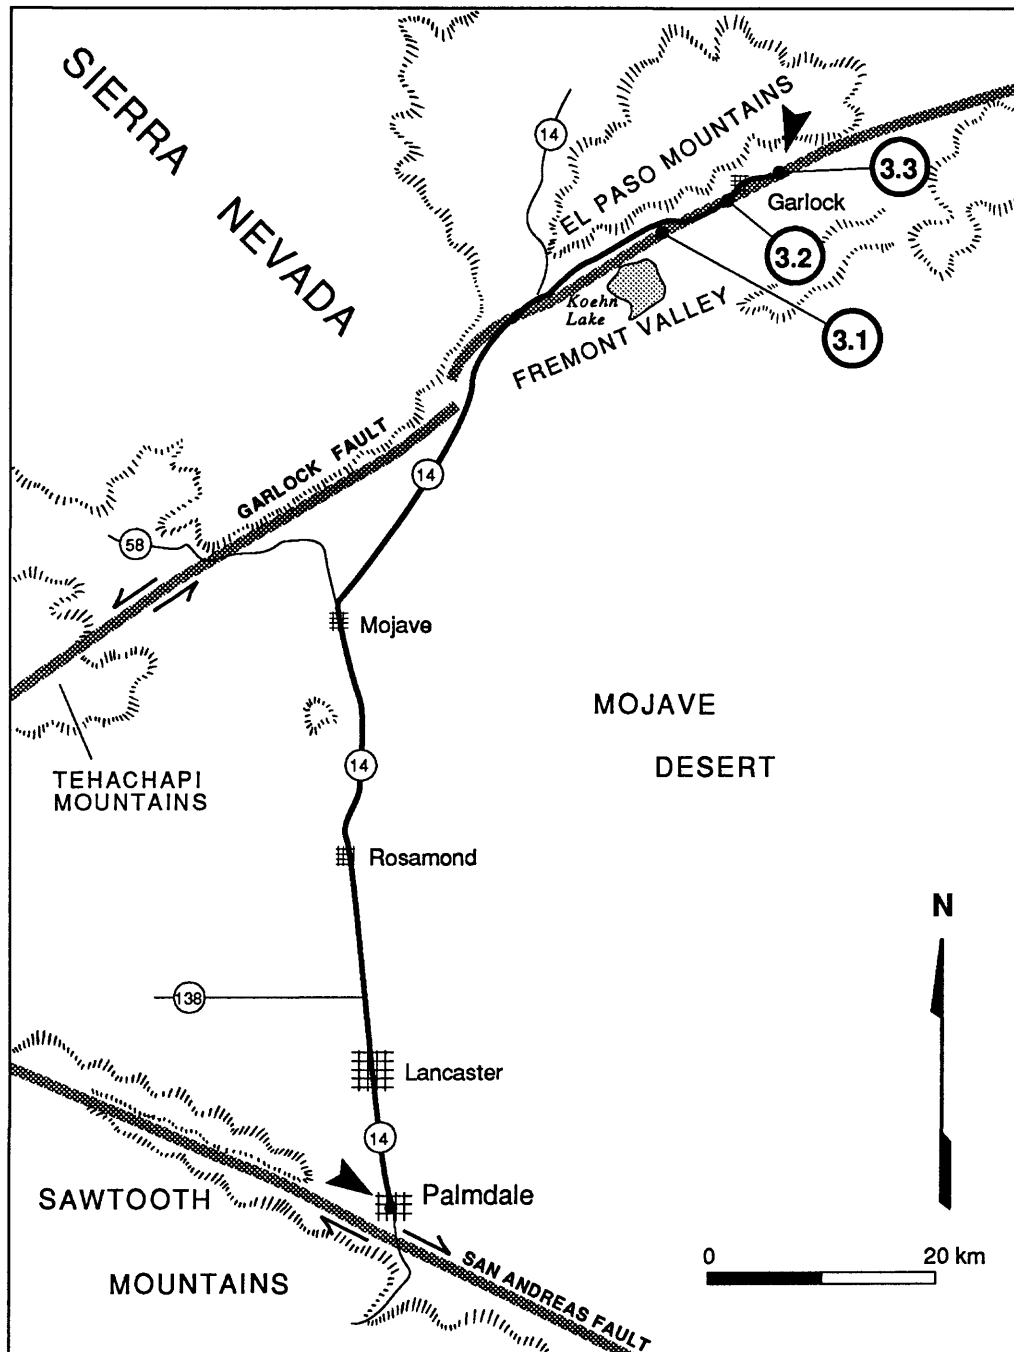 SIERRA
NEVADA
14
EL PASO MOUNTAINS
3.3
Garlock
3.2
Koehn
Lake
3.1
FREMONT VALLEY
GARLOCK FAULT
14
58
Mojave
MOJAVE
DESERT
TEHACHAPI
MOUNTAINS
14
Rosamond
N
138
Lancaster
14
SAWTOOTH
Palmdale
MOUNTAINS
SAN ANDREAS FAULT
0 20 km